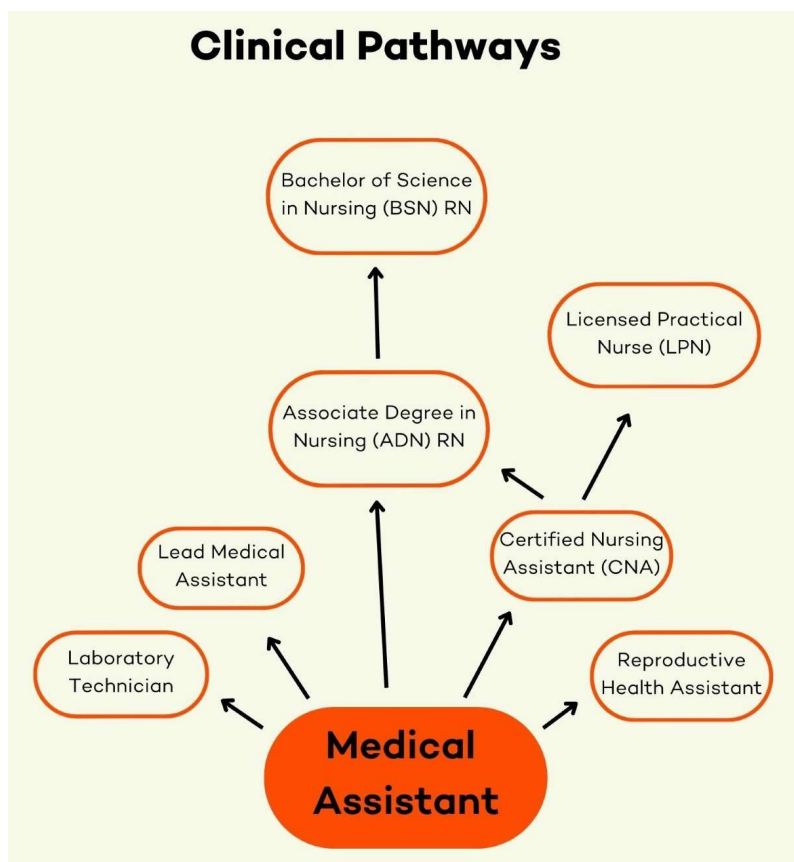 Clinical Pathways
Bachelor of Science
in Nursing (BSN) RN
Licensed Practical
Nurse (LPN)
Associate Degree in
Nursing (ADN) RN
Certified Nursing
Assistant (CNA)
Lead Medical
Assistant
Laboratory
Technician
Reproductive
Health Assistant
Medical
Assistant